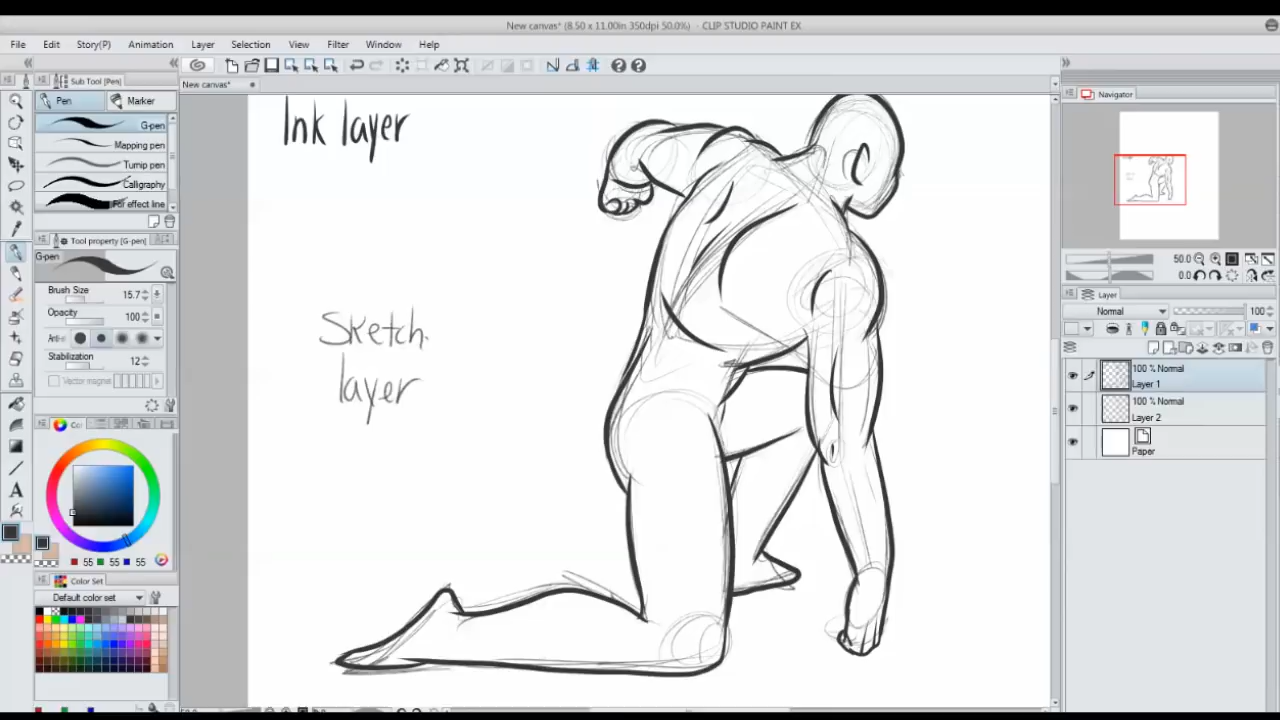 New canvas* (8.50 x 11.00in 350dpi 50.0%) - CLIP STUDIO PAINT EX
File Edit Story(P) Animation Layer Selection View Filter Window Help
Sub Tool [Pen]
New canvas*
Navigator
Pen Marker
G-pen
Mapping pen
Turnip pen
Calligraphy
For effect line
Tool property [G-pen]
G-pen
Brush Size 15.7
Opacity 100
Stabilization 12
Vector magnet
Ink layer
Sketch
layer
50.0
0.0
Layer
Normal 100
100 % Normal
Layer 1
100 % Normal
Layer 2
Paper
A
55 55 55
Color Set
Default color set